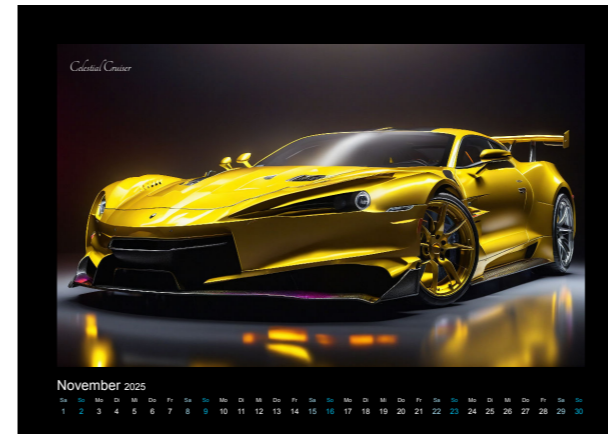 Celestial Cruiser
November 2025
Sa So Mo Di Mi Do Fr Sa So Mo Di Mi Do Fr Sa So Mo Di Mi Do Fr Sa So Mo Di Mi Do Fr Sa So
1 2 3 4 5 6 7 8 9 10 11 12 13 14 15 16 17 18 19 20 21 22 23 24 25 26 27 28 29 30